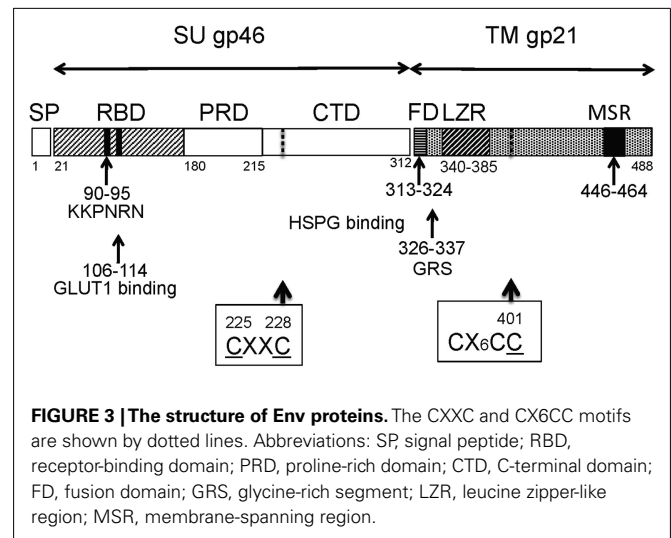 SU gp46 TM gp21
SP RBD PRD CTD FD LZR MSR
1 21 180 215 312 340-385 488
90-95 313-324 446-464
KKPNRN
HSPG binding
326-337
GRS
106-114
GLUT1 binding
225 228 401
CXXC CX6CC
FIGURE 3 | The structure of Env proteins. The CXXC and CX6CC motifs
are shown by dotted lines. Abbreviations: SP, signal peptide; RBD,
receptor-binding domain; PRD, proline-rich domain; CTD, C-terminal domain;
FD, fusion domain; GRS, glycine-rich segment; LZR, leucine zipper-like
region; MSR, membrane-spanning region.